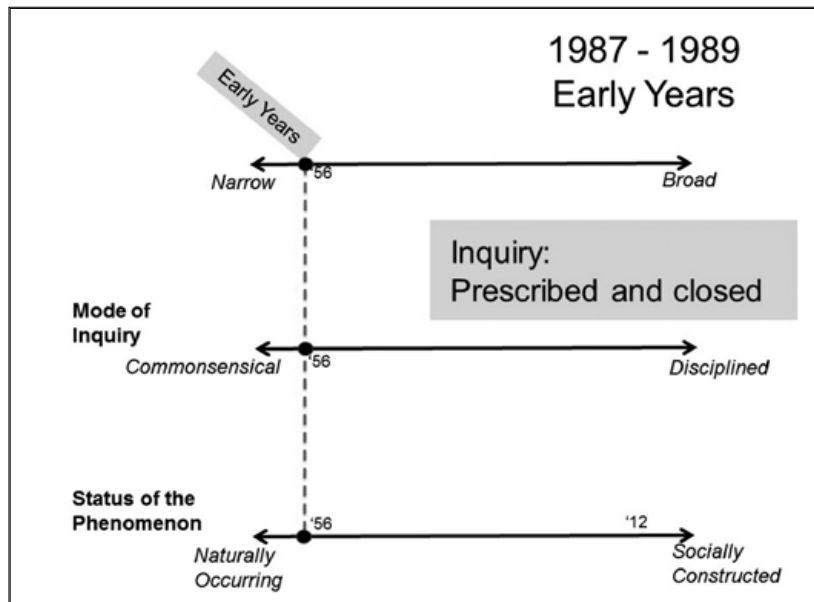 1987 - 1989
Early Years
Early Years
'56
Narrow
Broad
Inquiry:
Prescribed and closed
Mode of
Inquiry
'56
Commonsensical
Disciplined
Status of the
Phenomenon
'56
'12
Naturally
Occurring
Socially
Constructed